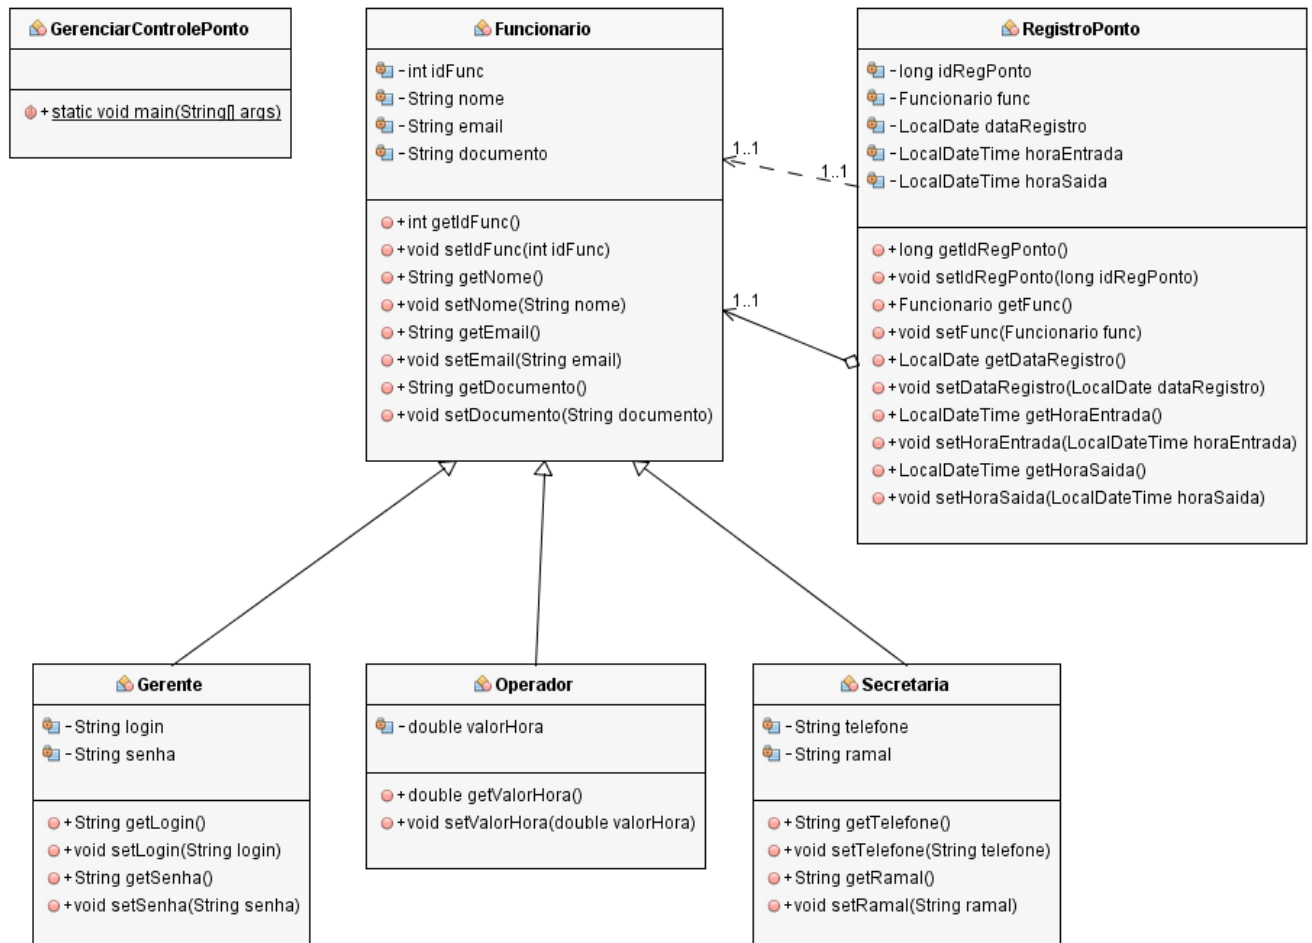 GerenciarControlePonto
+ static void main(String[] args)
Funcionario
- int idFunc
- String nome
- String email
- String documento
+ int getIdFunc()
+ void setIdFunc(int idFunc)
+ String getNome()
+ void setNome(String nome)
+ String getEmail()
+ void setEmail(String email)
+ String getDocumento()
+ void setDocumento(String documento)
1..1
1..1
1..1
RegistroPonto
- long idRegPonto
- Funcionario func
- LocalDate dataRegistro
- LocalDateTime horaEntrada
- LocalDateTime horaSaida
+ long getIdRegPonto()
+ void setIdRegPonto(long idRegPonto)
+ Funcionario getFunc()
+ void setFunc(Funcionario func)
+ LocalDate getDataRegistro()
+ void setDataRegistro(LocalDate dataRegistro)
+ LocalDateTime getHoraEntrada()
+ void setHoraEntrada(LocalDateTime horaEntrada)
+ LocalDateTime getHoraSaida()
+ void setHoraSaida(LocalDateTime horaSaida)
Gerente
- String login
- String senha
+ String getLogin()
+ void setLogin(String login)
+ String getSenha()
+ void setSenha(String senha)
Operador
- double valorHora
+ double getValorHora()
+ void setValorHora(double valorHora)
Secretaria
- String telefone
- String ramal
+ String getTelefone()
+ void setTelefone(String telefone)
+ String getRamal()
+ void setRamal(String ramal)